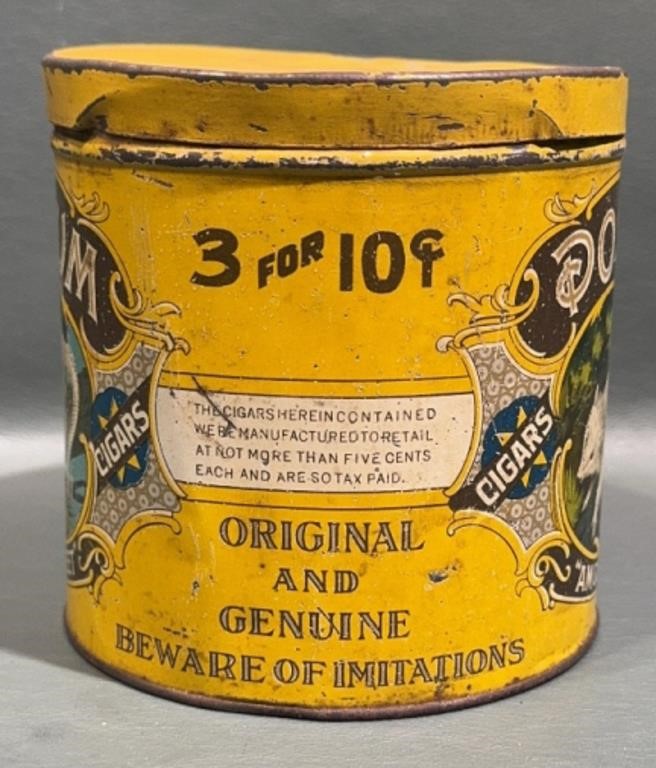 3 FOR 10¢
THE CIGARS HEREIN CONTAINED
WERE MANUFACTURED TO RETAIL
AT NOT MORE THAN FIVE CENTS
EACH AND ARE SO TAX PAID.
CIGARS
CIGARS
ORIGINAL
AND
GENUINE
BEWARE OF IMITATIONS